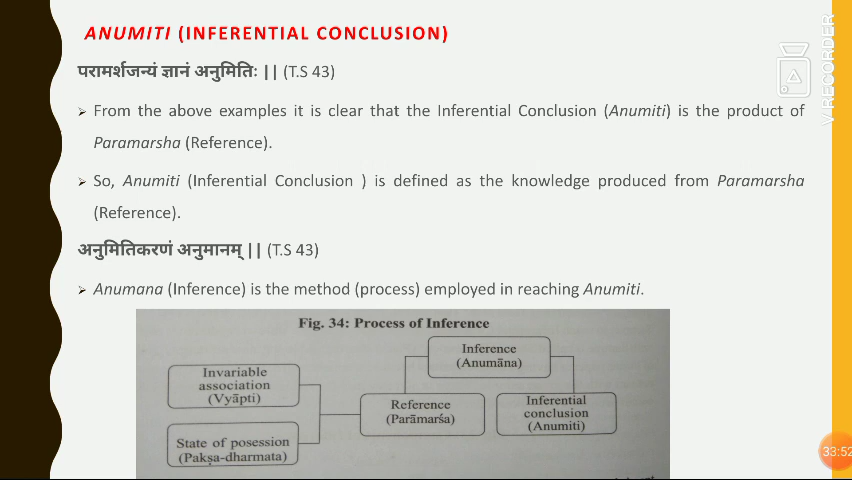 ANUMITI (INFERENTIAL CONCLUSION)
परामर्शजन्यं ज्ञानं अनुमितिः || (T.S 43)
➢ From the above examples it is clear that the Inferential Conclusion (Anumiti) is the product of
Paramarsha (Reference).
➢ So, Anumiti (Inferential Conclusion ) is defined as the knowledge produced from Paramarsha
(Reference).
अनुमितिकरणं अनुमानम् || (T.S 43)
➢ Anumana (Inference) is the method (process) employed in reaching Anumiti.
Fig. 34: Process of Inference
Inference
(Anumāna)
Invariable
association
(Vyāpti)
Reference
(Parāmarśa)
Inferential
conclusion
(Anumiti)
State of posession
(Pakṣa-dharmata)
V RECORDER
33:52